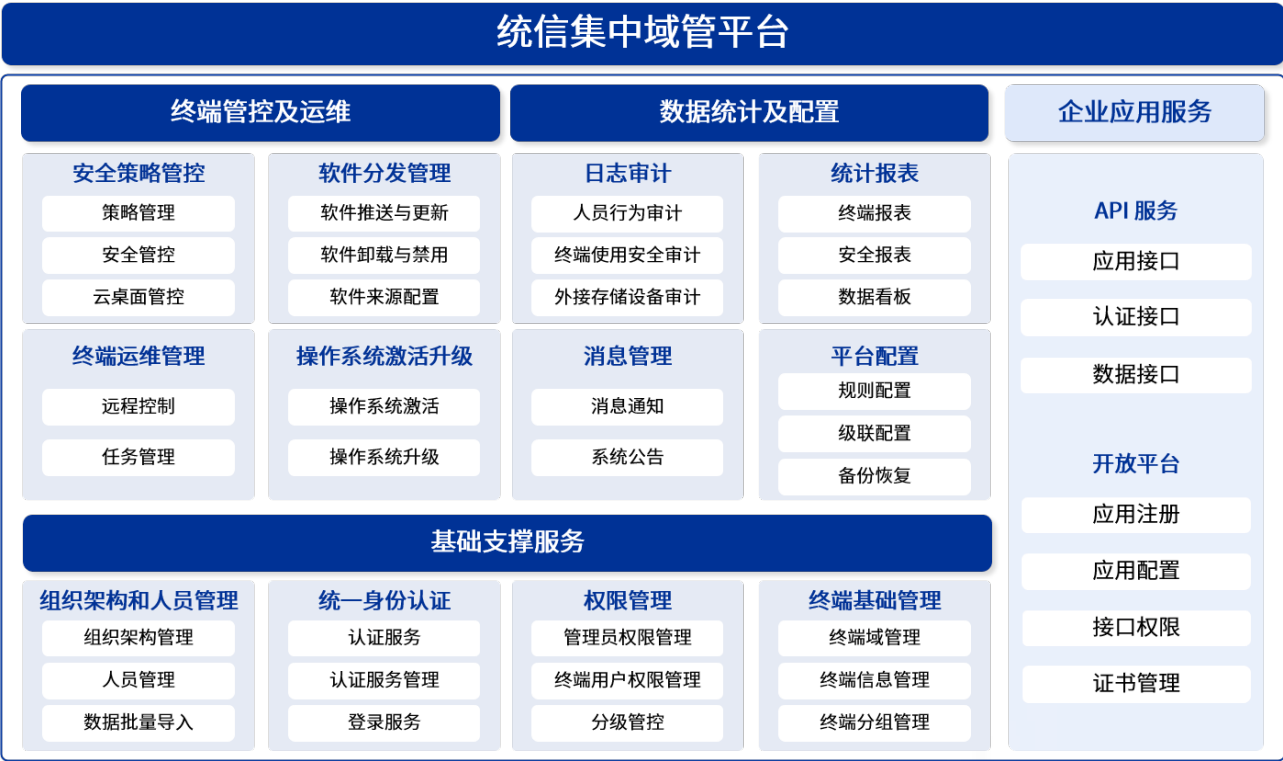 统信集中域管平台
终端管控及运维
数据统计及配置
企业应用服务
安全策略管控
策略管理
安全管控
云桌面管控
软件分发管理
软件推送与更新
软件卸载与禁用
软件来源配置
日志审计
人员行为审计
终端使用安全审计
外接存储设备审计
统计报表
终端报表
安全报表
数据看板
终端运维管理
远程控制
任务管理
操作系统激活升级
操作系统激活
操作系统升级
消息管理
消息通知
系统公告
平台配置
规则配置
级联配置
备份恢复
API 服务
应用接口
认证接口
数据接口
开放平台
应用注册
应用配置
接口权限
证书管理
基础支撑服务
组织架构和人员管理
组织架构管理
人员管理
数据批量导入
统一身份认证
认证服务
认证服务管理
登录服务
权限管理
管理员权限管理
终端用户权限管理
分级管控
终端基础管理
终端域管理
终端信息管理
终端分组管理